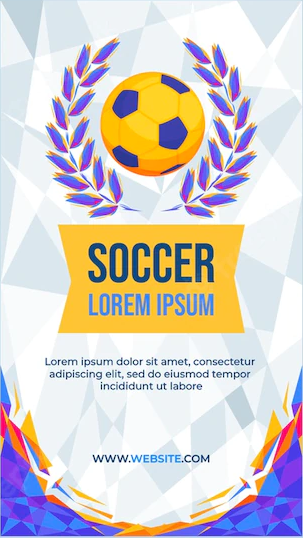 SOCCER
LOREM IPSUM
Lorem ipsum dolor sit amet, consectetur
adipiscing elit, sed do eiusmod tempor
incididunt ut labore
WWW.WEBSITE.COM